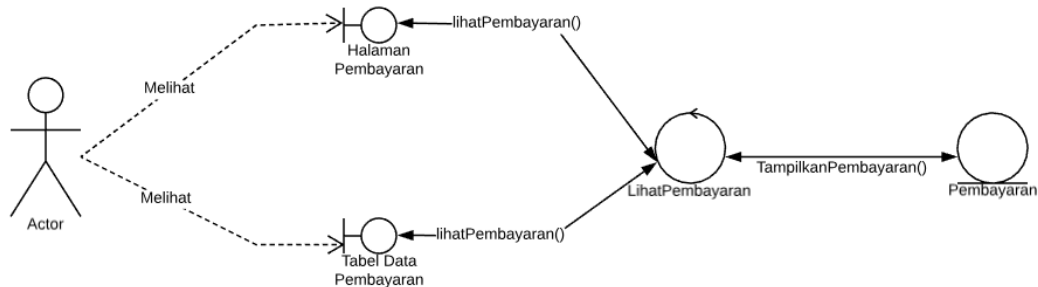 lihatPembayaran()
Halaman
Pembayaran
Melihat
LihatPembayaran
TampilkanPembayaran()
Pembayaran
Melihat
Actor
lihatPembayaran()
Tabel Data
Pembayaran